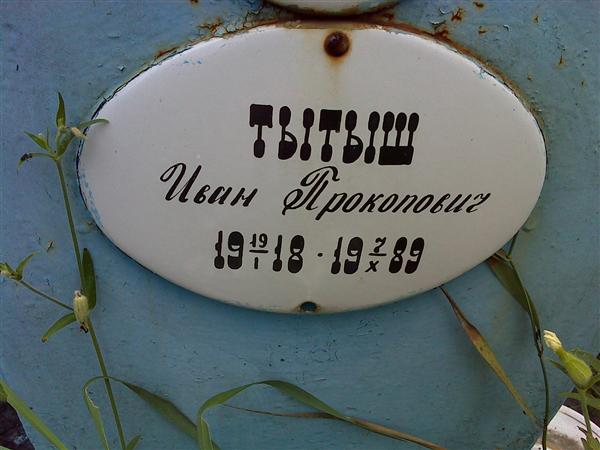 ТЫТЫШ
Иван Прокопович
19 19/I 18 · 19 7/X 89